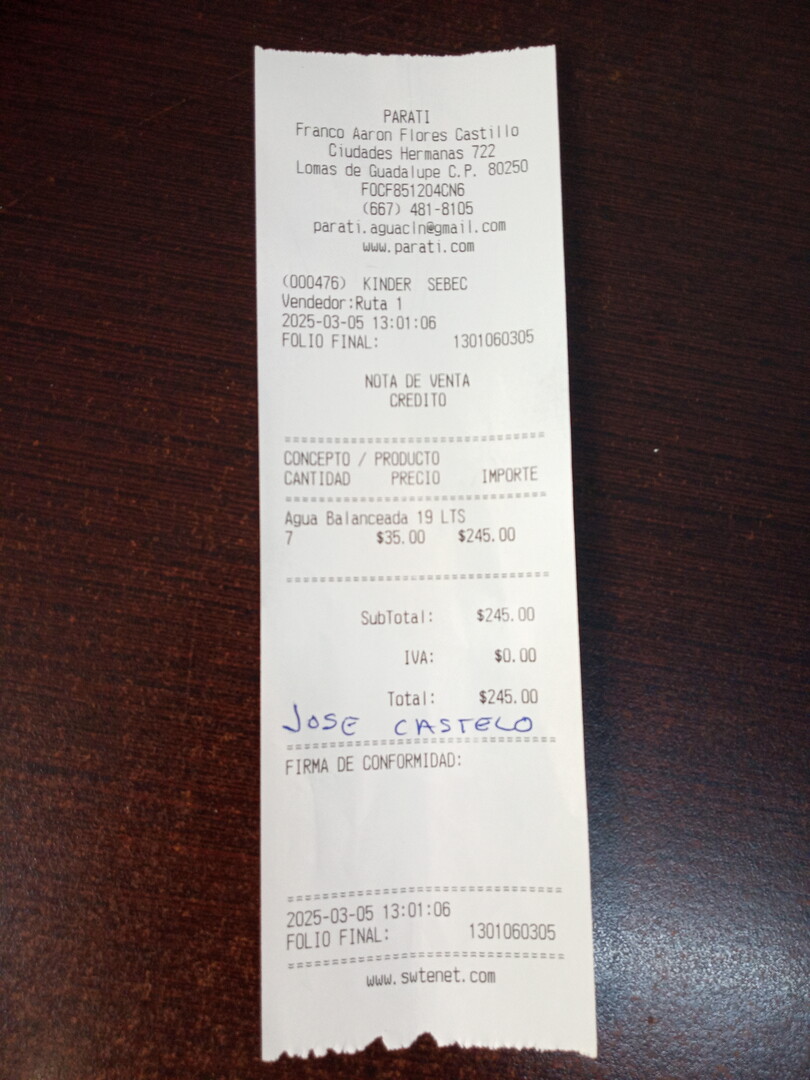 PARATI
Franco Aaron Flores Castillo
Ciudades Hermanas 722
Lomas de Guadalupe C.P. 80250
FOCF851204CN6
(667) 481-8105
parati.aguacln@gmail.com
www.parati.com
(000476) KINDER SEBEC
Vendedor:Ruta 1
2025-03-05 13:01:06
FOLIO FINAL: 1301060305
NOTA DE VENTA
CREDITO
====================================
CONCEPTO / PRODUCTO
CANTIDAD PRECIO IMPORTE
====================================
Agua Balanceada 19 LTS
7 $35.00 $245.00
====================================
SubTotal: $245.00
IVA: $0.00
Total: $245.00
JOSE CASTELO
====================================
FIRMA DE CONFORMIDAD:
====================================
2025-03-05 13:01:06
FOLIO FINAL: 1301060305
====================================
www.swtenet.com